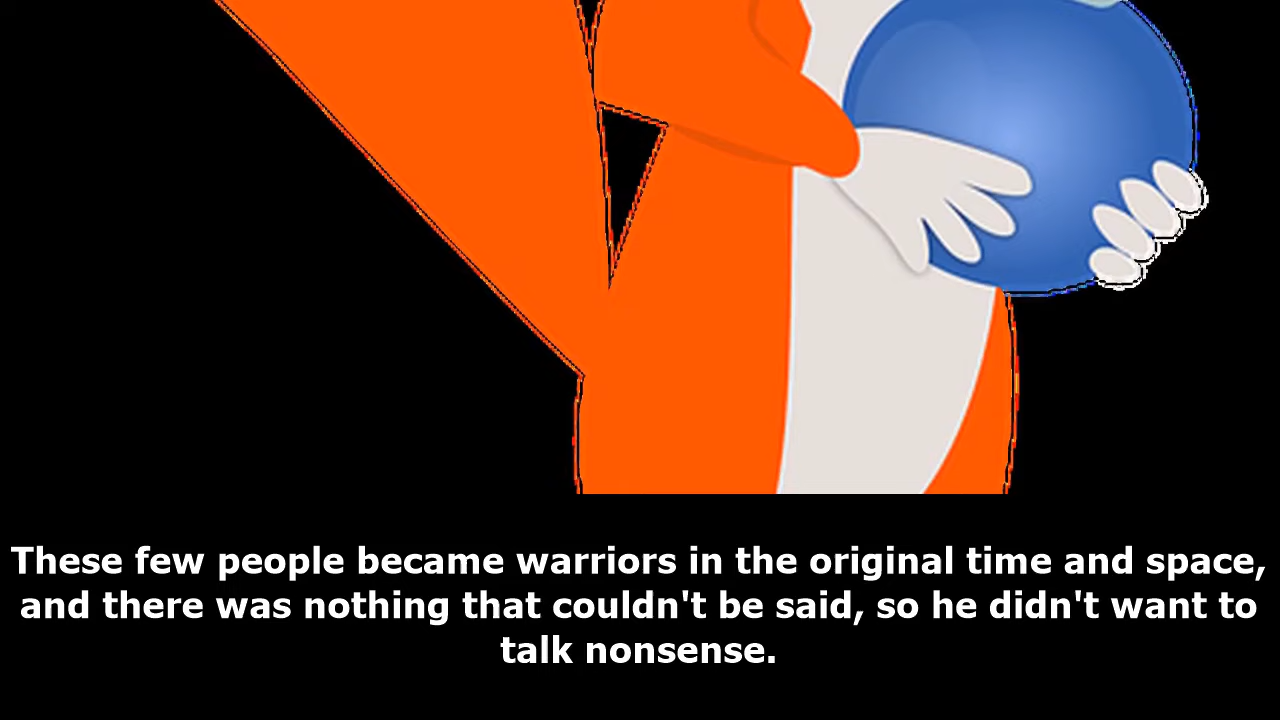 These few people became warriors in the original time and space,
and there was nothing that couldn't be said, so he didn't want to
talk nonsense.